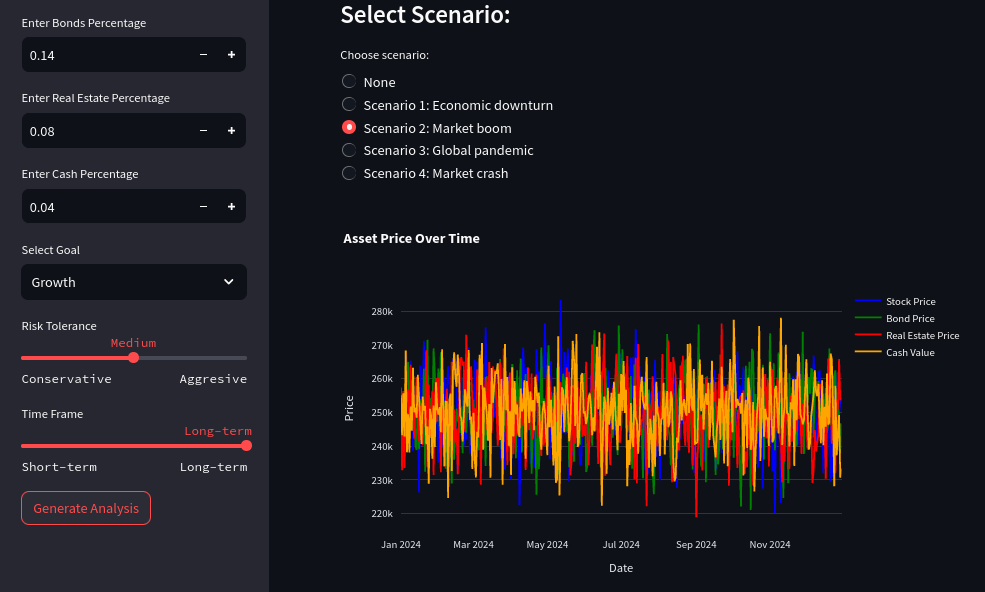 Enter Bonds Percentage
0.14
− +
Enter Real Estate Percentage
0.08
− +
Enter Cash Percentage
0.04
− +
Select Goal
Growth
Risk Tolerance
Medium
Conservative Aggresive
Time Frame
Long-term
Short-term Long-term
Generate Analysis
Select Scenario:
Choose scenario:
None
Scenario 1: Economic downturn
Scenario 2: Market boom
Scenario 3: Global pandemic
Scenario 4: Market crash
Asset Price Over Time
280k
270k
260k
250k
240k
230k
220k
Price
Jan 2024 Mar 2024 May 2024 Jul 2024 Sep 2024 Nov 2024
Date
Stock Price
Bond Price
Real Estate Price
Cash Value